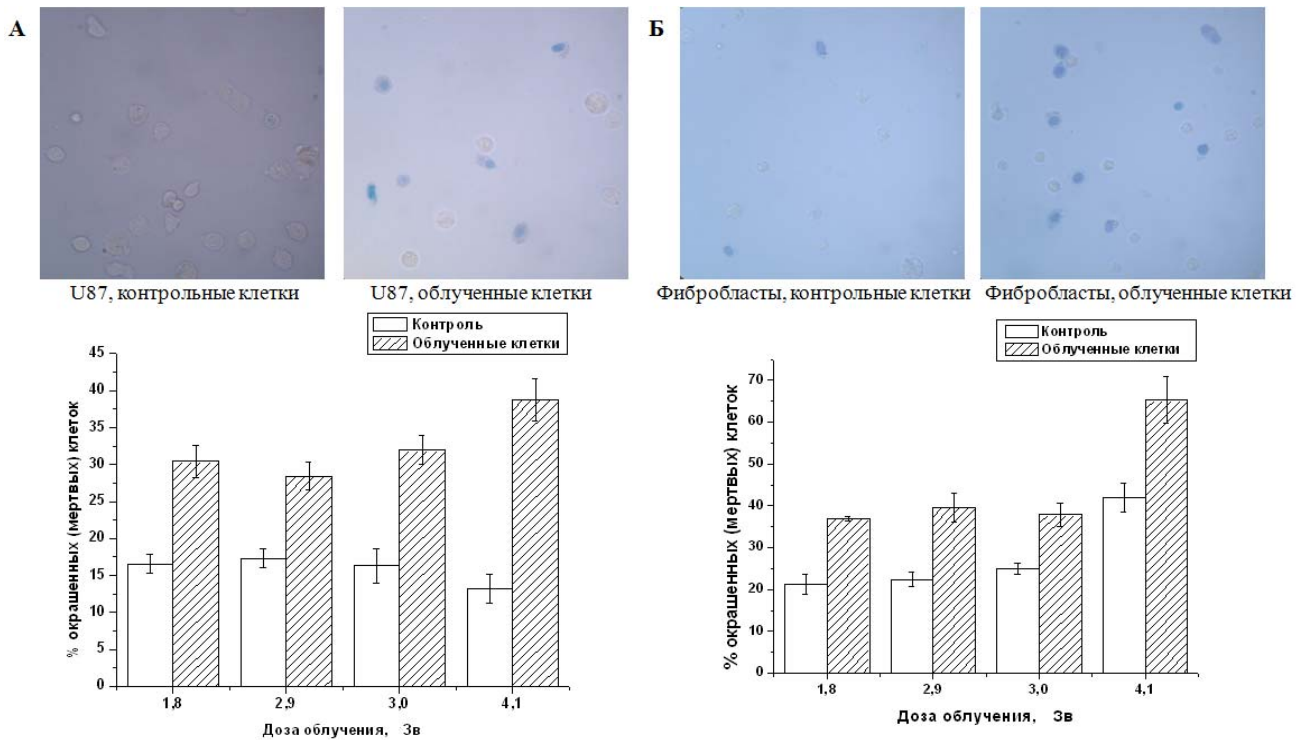 А
Б
U87, контрольные клетки
U87, облученные клетки
Фибробласты, контрольные клетки
Фибробласты, облученные клетки
Контроль
Облученные клетки
% окрашенных (мертвых) клеток
45
40
35
30
25
20
15
10
5
0
1,8
2,9
3,0
4,1
Доза облучения, Зв
Контроль
Облученные клетки
% окрашенных (мертвых) клеток
70
60
50
40
30
20
10
0
1,8
2,9
3,0
4,1
Доза облучения, Зв